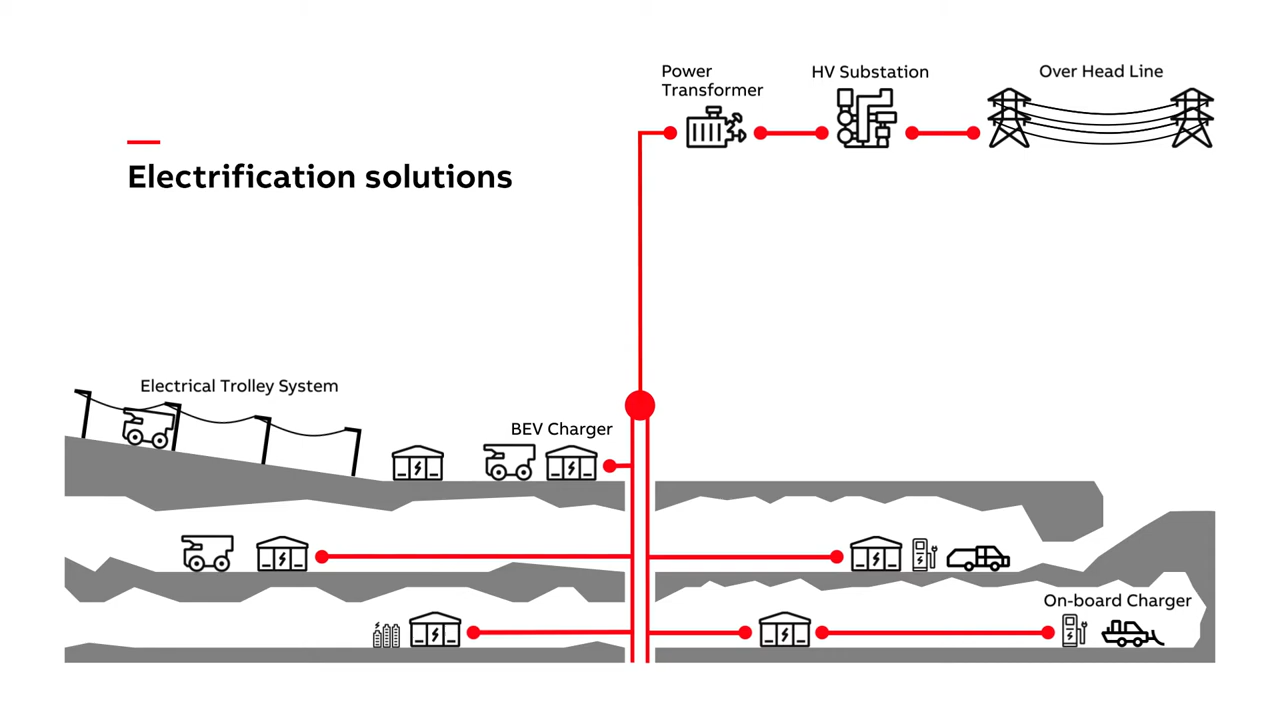 Electrification solutions
Power
Transformer
HV Substation
Over Head Line
Electrical Trolley System
BEV Charger
On-board Charger